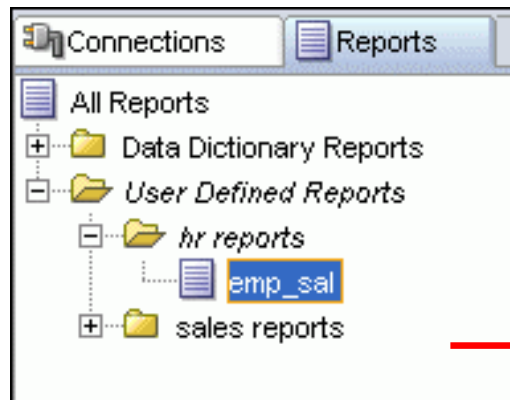 Connections Reports
All Reports
Data Dictionary Reports
User Defined Reports
hr reports
emp_sal
sales reports